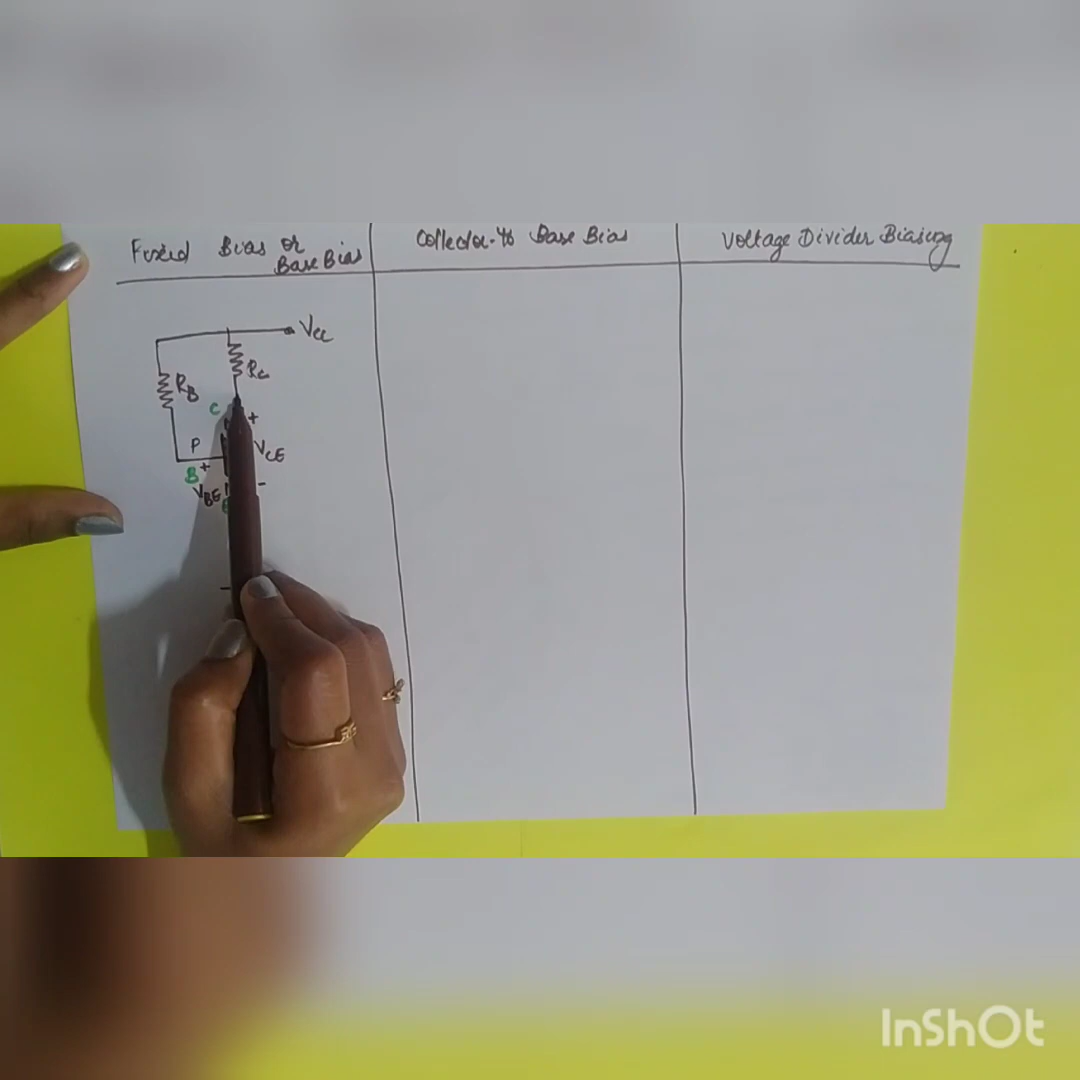 Fixed Bias or
Base Bias
Collector-to Base Bias
Voltage Divider Biasing
VCC
RC
RB
C
+
P
VCE
B
+
VBE
-
-
InShOt